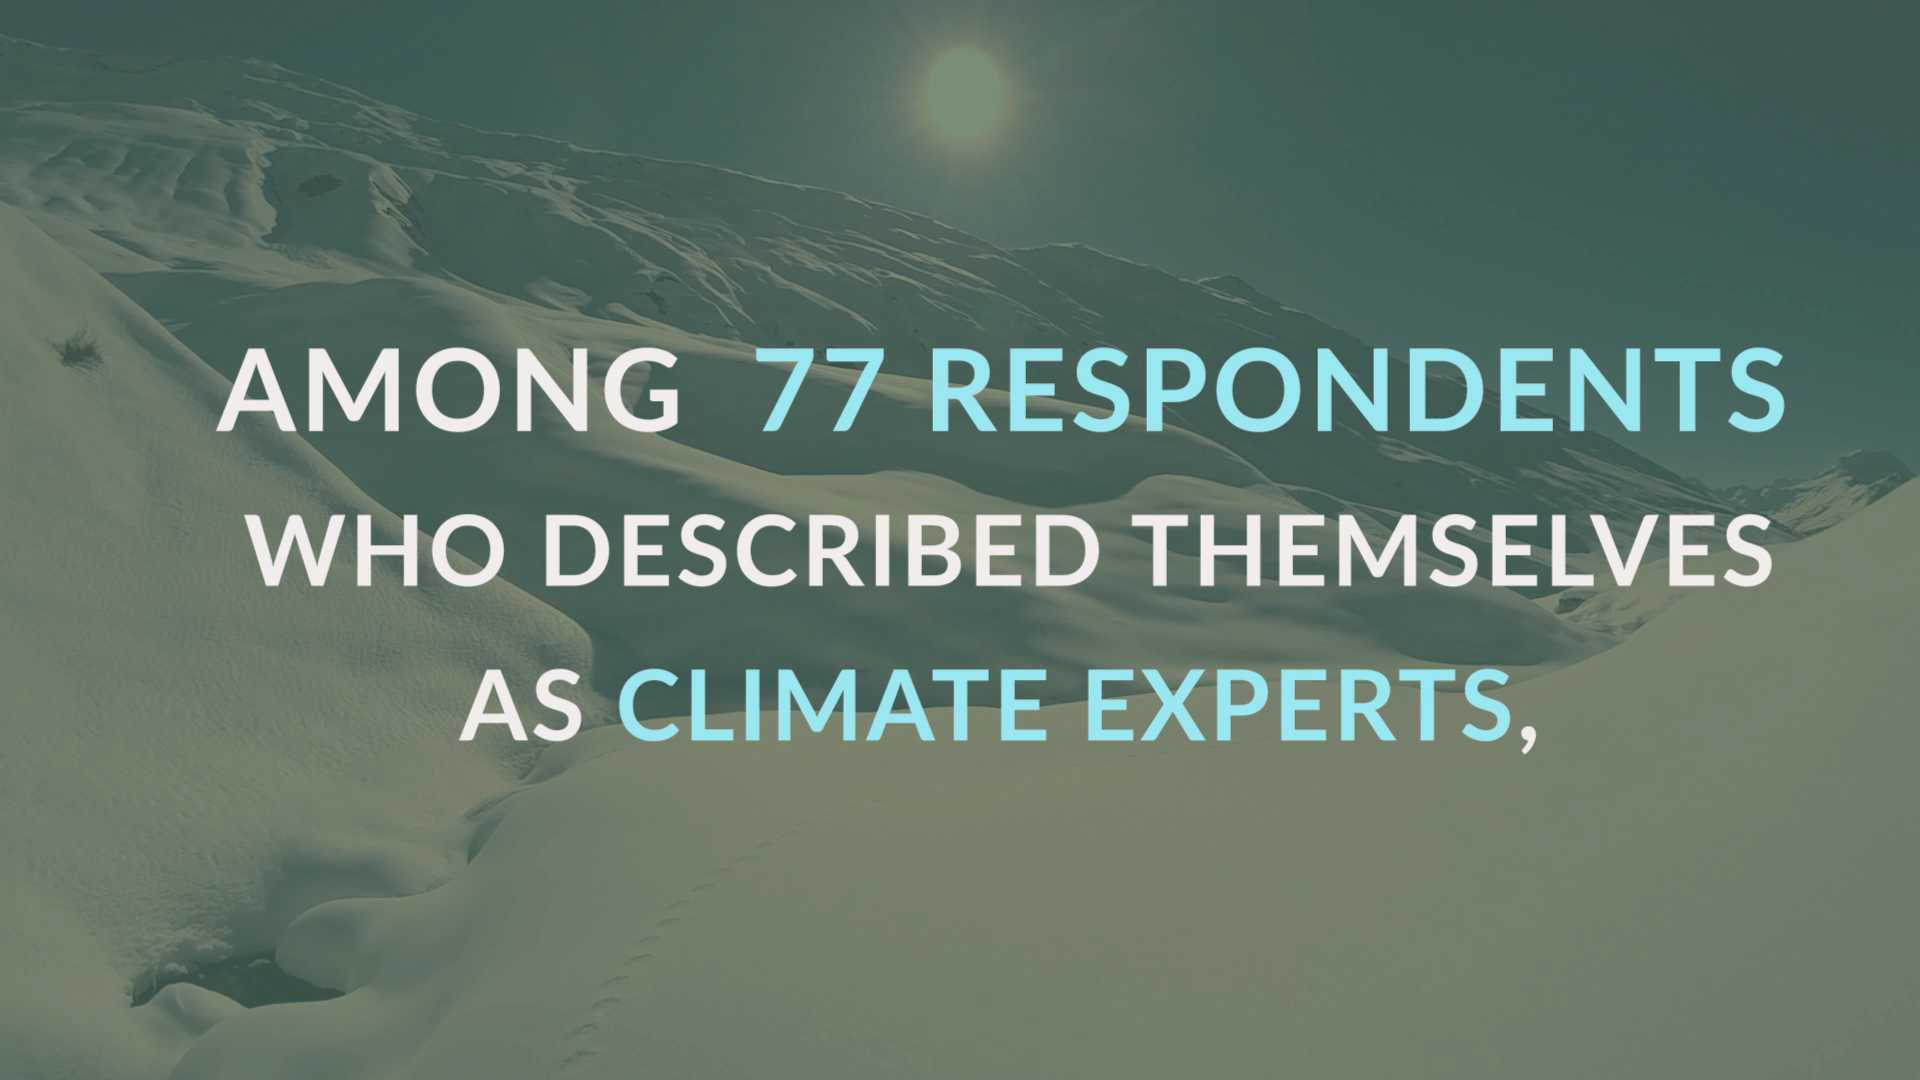 AMONG 77 RESPONDENTS
WHO DESCRIBED THEMSELVES
AS CLIMATE EXPERTS,